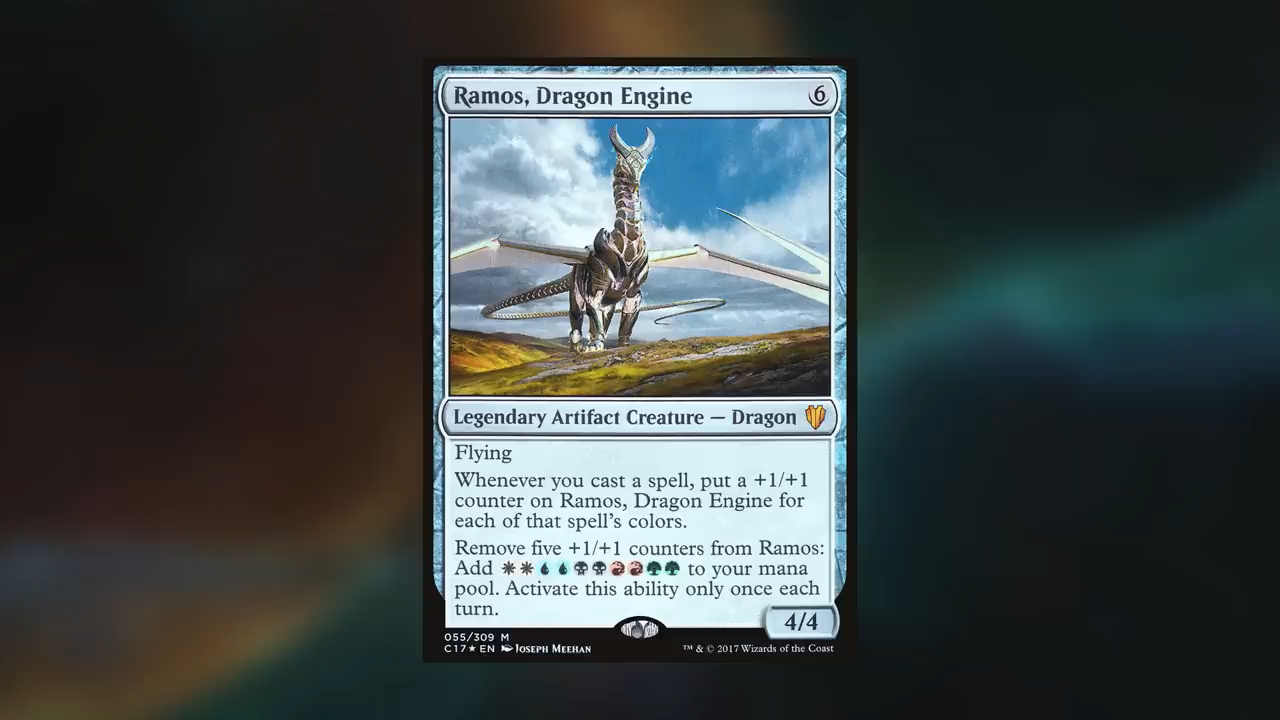 Ramos, Dragon Engine 6
Legendary Artifact Creature — Dragon
Flying
Whenever you cast a spell, put a +1/+1
counter on Ramos, Dragon Engine for
each of that spell's colors.
Remove five +1/+1 counters from Ramos:
Add to your mana
pool. Activate this ability only once each
turn.
4/4
055/309 M
C17★EN JOSEPH MEEHAN
™ & © 2017 Wizards of the Coast